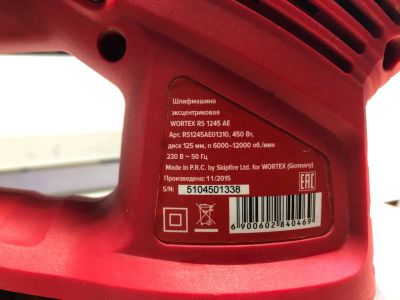 Шлифмашина
эксцентриковая
WORTEX RS 1245 AE
Арт. RS1245AE01310, 450 Вт,
диск 125 мм, n 6000-12000 об./мин
230 В ~ 50 Гц
Made in P.R.C. by Skipfire Ltd. for WORTEX (Germany)
Произведено: 11/2015
S/N: 5104501338
EAC
6 900602 840469